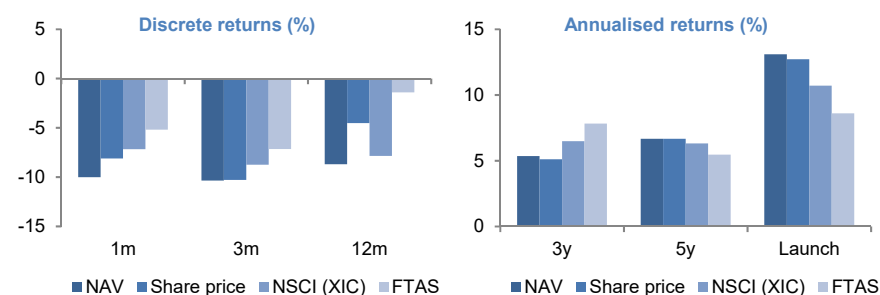 Discrete returns (%)
5
0
-5
-10
-15
1m 3m 12m
NAV Share price NSCI (XIC) FTAS
Annualised returns (%)
15
10
5
0
3y 5y Launch
NAV Share price NSCI (XIC) FTAS